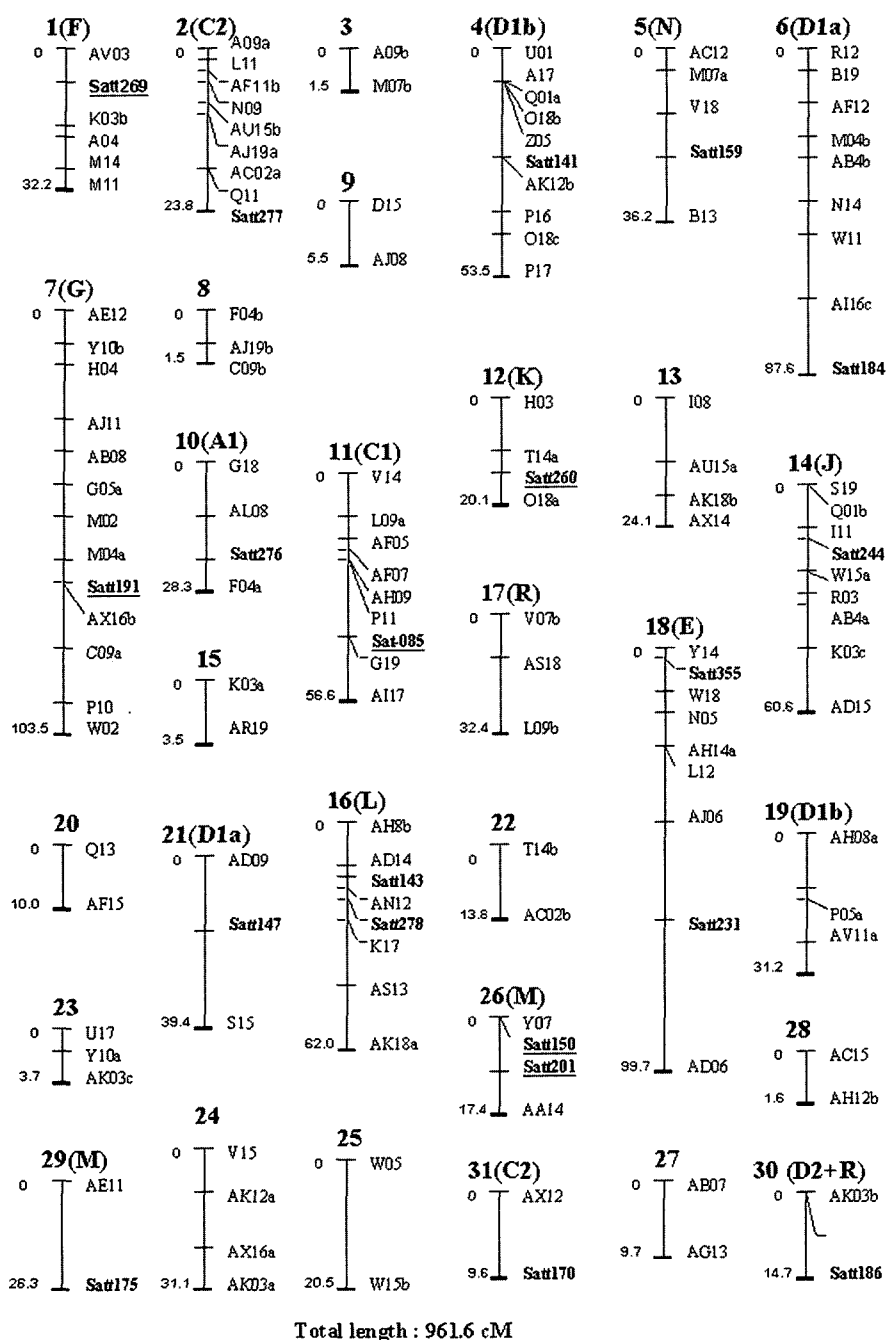 1(F)
0
AV03
Satt269
K03b
A04
M14
32.2
M11
2(C2)
0
A09a
L11
AF11b
N09
AU15b
AJ19a
AC02a
Q11
23.8
Satt277
3
0
A09b
1.5
M07b
4(D1b)
0
U01
A17
Q01a
O18b
Z05
Satt141
AK12b
P16
O18c
53.5
P17
5(N)
0
AC12
M07a
V18
Satt159
36.2
B13
6(D1a)
0
R12
B19
AF12
M04b
AB4b
N14
W11
AI16c
87.6
Satt184
9
0
D15
5.5
AJ08
7(G)
0
AE12
Y10b
H04
AJ11
AB08
G05a
M02
M04a
Satt191
AX16b
C09a
P10
103.5
W02
8
0
F04b
AJ19b
1.5
C09b
10(A1)
0
G18
AL08
Satt276
28.3
F04a
11(C1)
0
V14
L09a
AF05
AF07
AH09
P11
Sat-085
G19
56.6
AI17
12(K)
0
H03
T14a
Satt260
20.1
O18a
13
0
I08
AU15a
AK18b
24.1
AX14
14(J)
0
S19
Q01b
I11
Satt244
W15a
R03
AB4a
K03c
60.6
AD15
15
0
K03a
3.5
AR19
17(R)
0
V07b
AS18
32.4
L09b
18(E)
0
Y14
Satt355
W18
N05
AH14a
L12
AJ06
Satt231
99.7
AD06
16(L)
0
AH8b
AD14
Satt143
AN12
Satt278
K17
AS13
62.0
AK18a
19(D1b)
0
AH08a
P05a
AV11a
31.2
20
0
Q13
10.0
AF15
21(D1a)
0
AD09
Satt147
39.4
S15
22
0
T14b
13.8
AC02b
23
0
U17
Y10a
3.7
AK03c
26(M)
0
Y07
Satt150
Satt201
17.4
AA14
28
0
AC15
1.6
AH12b
29(M)
0
AE11
26.3
Satt175
24
0
V15
AK12a
AX16a
31.1
AK03a
25
0
W05
20.5
W15b
31(C2)
0
AX12
9.6
Satt170
27
0
AB07
9.7
AG13
30 (D2+R)
0
AK03b
14.7
Satt186
Total length : 961.6 cM